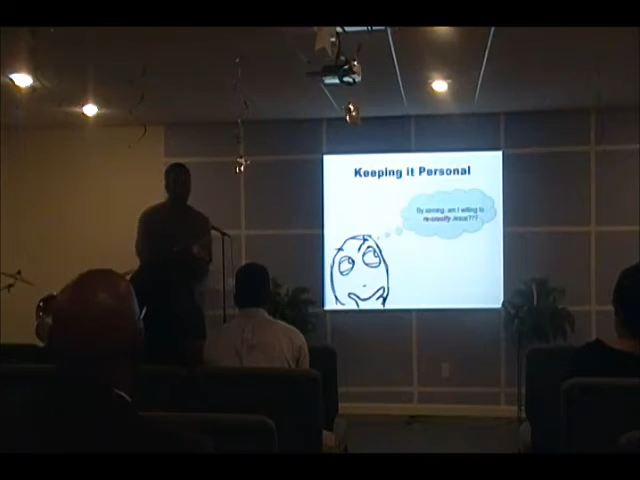 Keeping it Personal
By sinning, am I willing to
re-crucify Jesus???